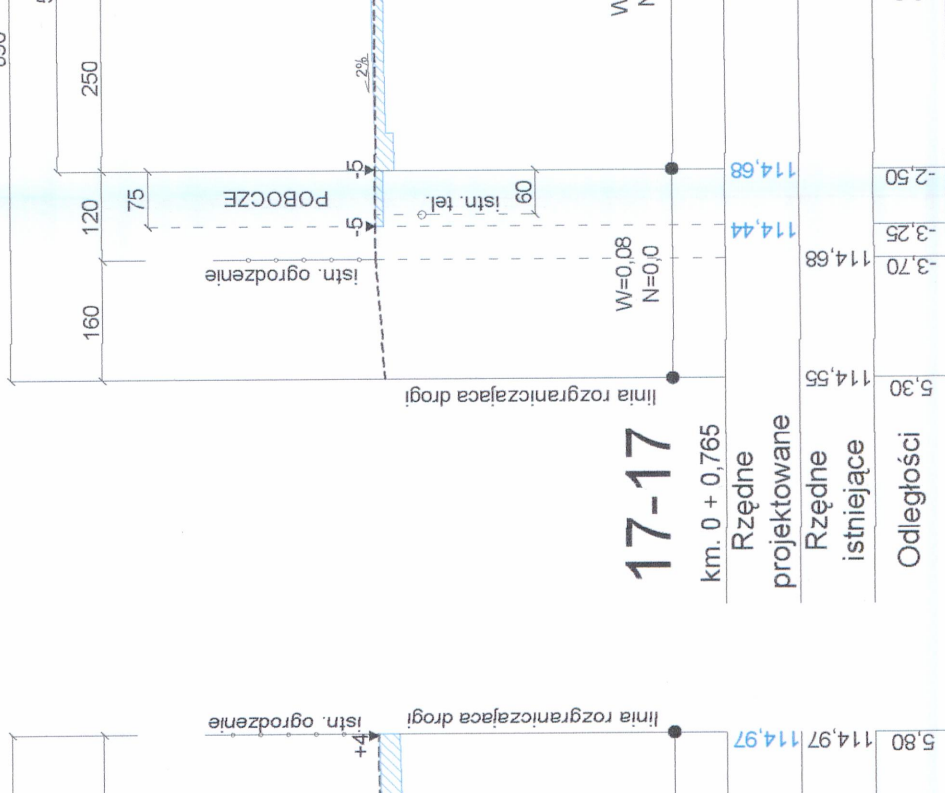 250
120
160
75
POBOCZE
istn. ogrodzenie
2%
-5
-5
istn. tel.
60
W=0,08
N=0,0
linia rozgraniczajaca drogi
17-17
km. 0 + 0,765
Rzędne
projektowane
Rzędne
istniejące
Odległości
114,68
114,44
114,68
114,55
-2,50
-3,25
-3,70
5,30
istn. ogrodzenie
+4
linia rozgraniczajaca drogi
114,97
114,97
5,80